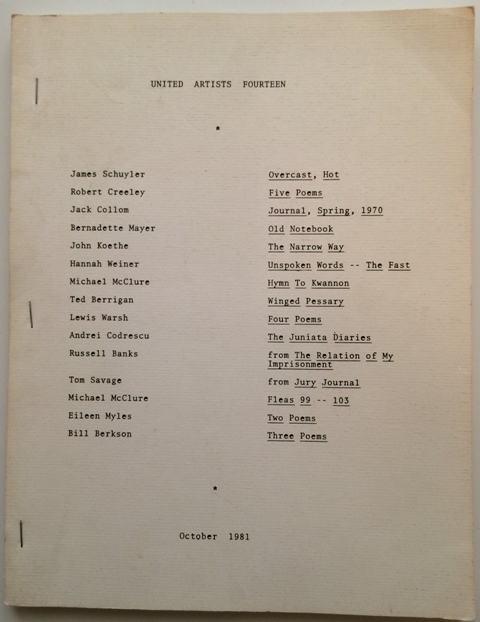 UNITED ARTISTS FOURTEEN
*
James Schuyler Overcast, Hot
Robert Creeley Five Poems
Jack Collom Journal, Spring, 1970
Bernadette Mayer Old Notebook
John Koethe The Narrow Way
Hannah Weiner Unspoken Words -- The Fast
Michael McClure Hymn To Kwannon
Ted Berrigan Winged Pessary
Lewis Warsh Four Poems
Andrei Codrescu The Juniata Diaries
Russell Banks from The Relation of My
Imprisonment
Tom Savage from Jury Journal
Michael McClure Fleas 99 -- 103
Eileen Myles Two Poems
Bill Berkson Three Poems
*
October 1981